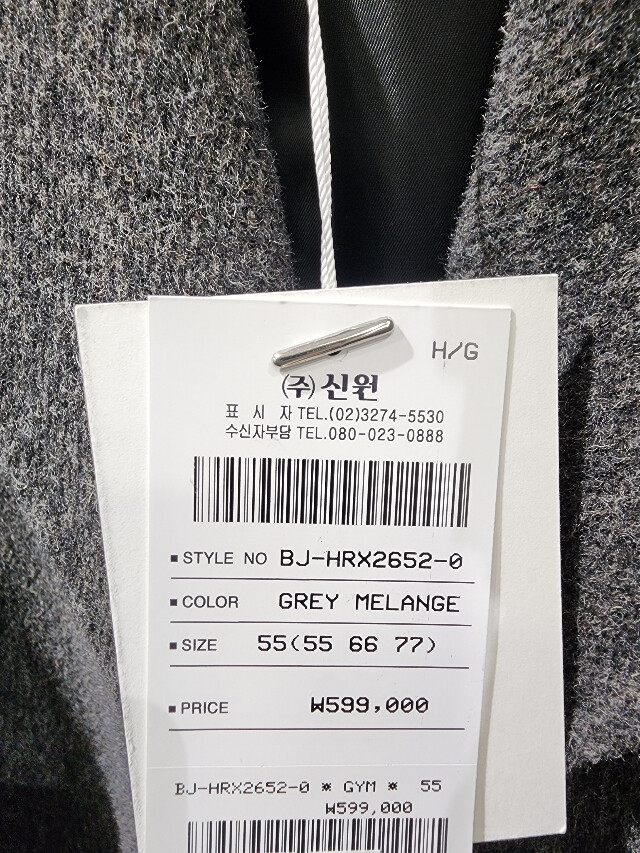 H/G
㈜신원
표 시 자 TEL.(02)3274-5530
수신자부담 TEL.080-023-0888
▪STYLE NO BJ-HRX2652-0
▪COLOR GREY MELANGE
▪SIZE 55(55 66 77)
▪PRICE ₩599,000
BJ-HRX2652-0 ※ GYM ※ 55
₩599,000